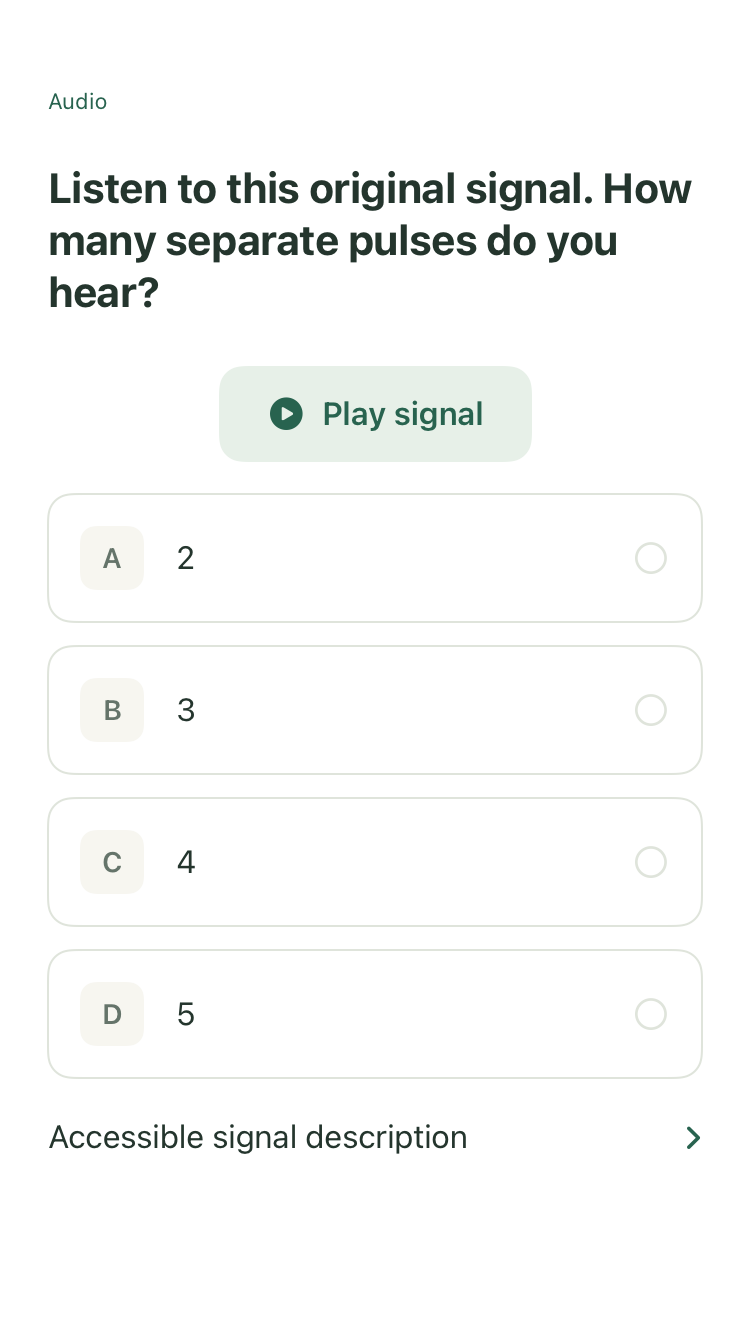 Audio
Listen to this original signal. How
many separate pulses do you
hear?
Play signal
A 2
B 3
C 4
D 5
Accessible signal description